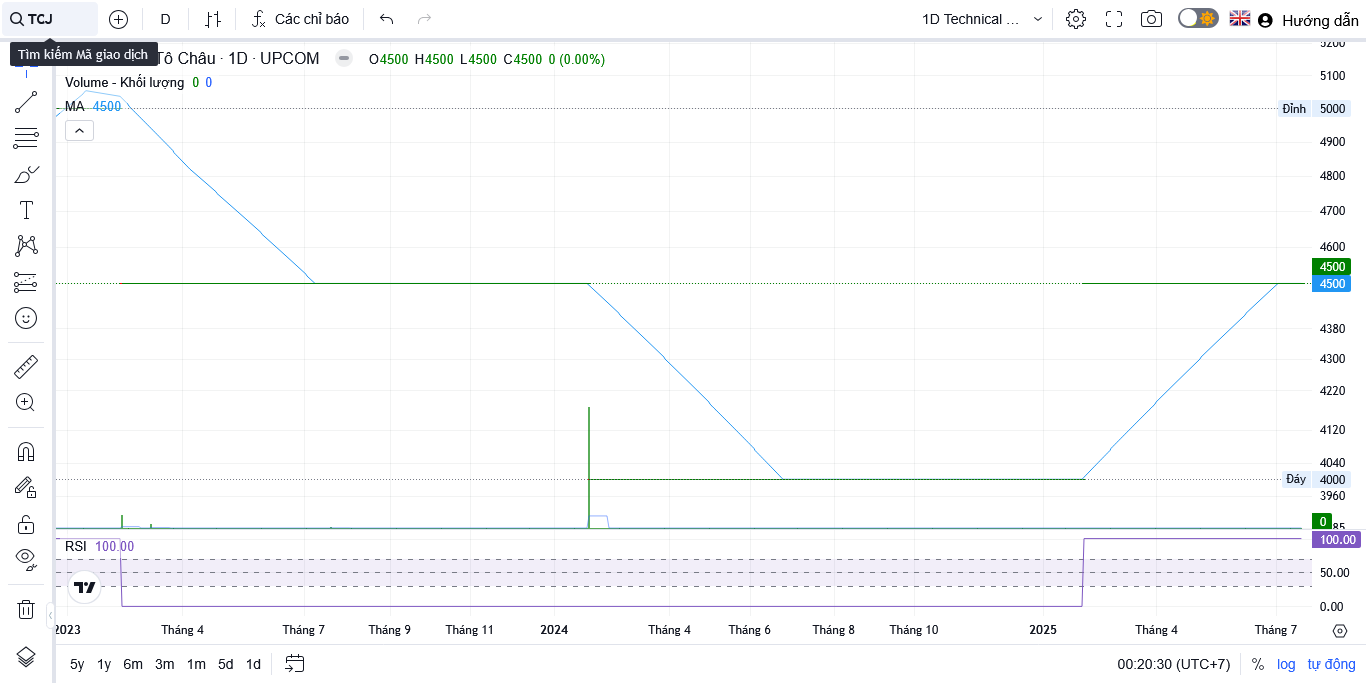 TCJ
D
Các chỉ báo
1D Technical ...
Hướng dẫn
Tìm kiếm Mã giao dịch
Tô Châu · 1D · UPCOM
O4500 H4500 L4500 C4500 0 (0.00%)
Volume - Khối lượng 0 0
MA 4500
5200
5100
Đỉnh 5000
4900
4800
4700
4600
4500
4500
4380
4300
4220
4120
4040
Đáy 4000
3960
0
85
RSI 100.00
100.00
50.00
0.00
2023 Tháng 4 Tháng 7 Tháng 9 Tháng 11 2024 Tháng 4 Tháng 6 Tháng 8 Tháng 10 2025 Tháng 4 Tháng 7
5y 1y 6m 3m 1m 5d 1d
00:20:30 (UTC+7) % log tự động